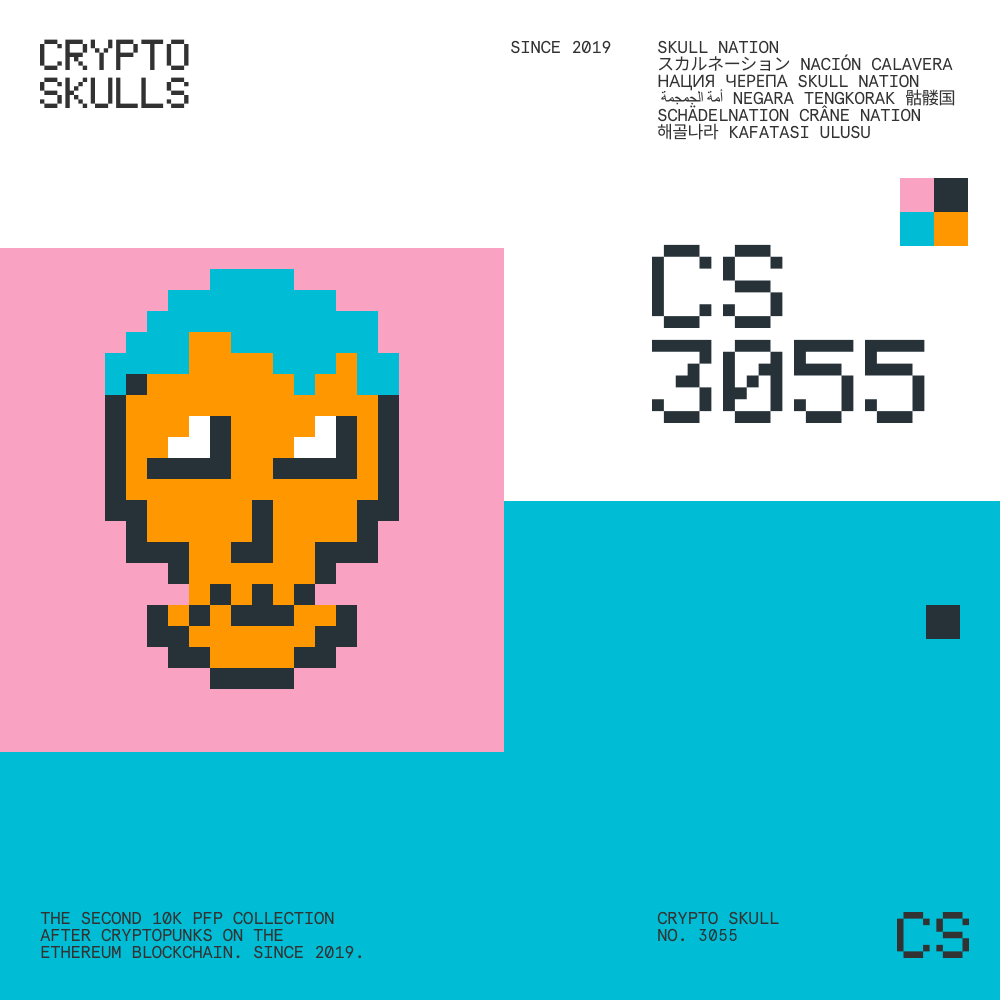 CRYPTO
SKULLS
SINCE 2019
SKULL NATION
スカルネーション NACIÓN CALAVERA
НАЦИЯ ЧЕРЕПА SKULL NATION
أمة الجمجمة NEGARA TENGKORAK 骷髅国
SCHÄDELNATION CRÂNE NATION
해골나라 KAFATASI ULUSU
CS
3055
THE SECOND 10K PFP COLLECTION
AFTER CRYPTOPUNKS ON THE
ETHEREUM BLOCKCHAIN. SINCE 2019.
CRYPTO SKULL
NO. 3055
CS